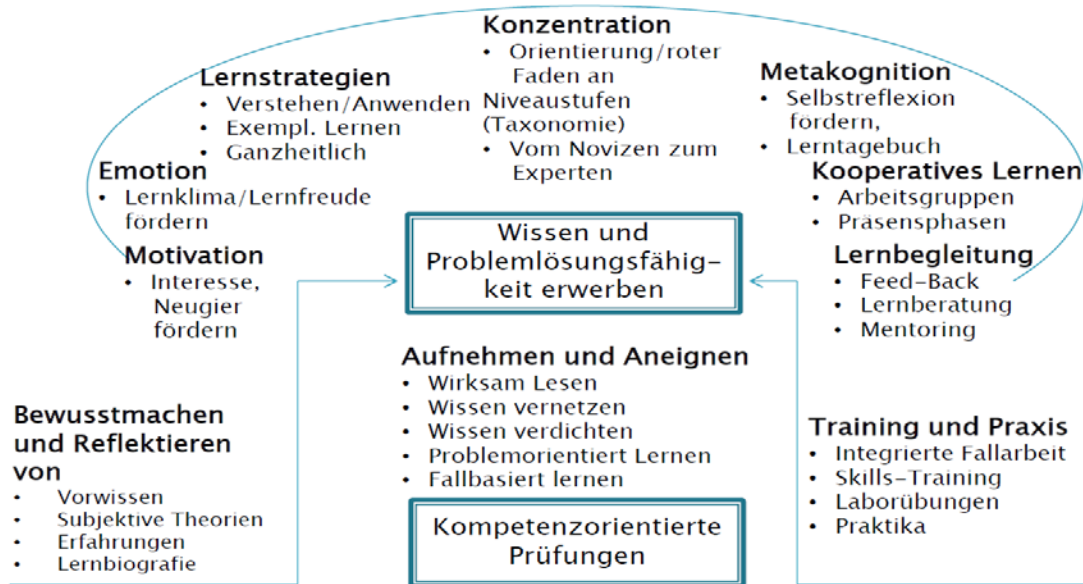 Konzentration
• Orientierung/roter
Faden an
Niveaustufen
(Taxonomie)
• Vom Novizen zum
Experten
Lernstrategien
• Verstehen/Anwenden
• Exempl. Lernen
• Ganzheitlich
Metakognition
• Selbstreflexion
fördern,
• Lerntagebuch
Emotion
• Lernklima/Lernfreude
fördern
Kooperatives Lernen
• Arbeitsgruppen
• Präsensphasen
Motivation
• Interesse,
Neugier
fördern
Wissen und
Problemlösungsfähig-
keit erwerben
Lernbegleitung
• Feed-Back
• Lernberatung
• Mentoring
Aufnehmen und Aneignen
• Wirksam Lesen
• Wissen vernetzen
• Wissen verdichten
• Problemorientiert Lernen
• Fallbasiert lernen
Bewusstmachen
und Reflektieren
von
• Vorwissen
• Subjektive Theorien
• Erfahrungen
• Lernbiografie
Training und Praxis
• Integrierte Fallarbeit
• Skills-Training
• Laborübungen
• Praktika
Kompetenzorientierte
Prüfungen